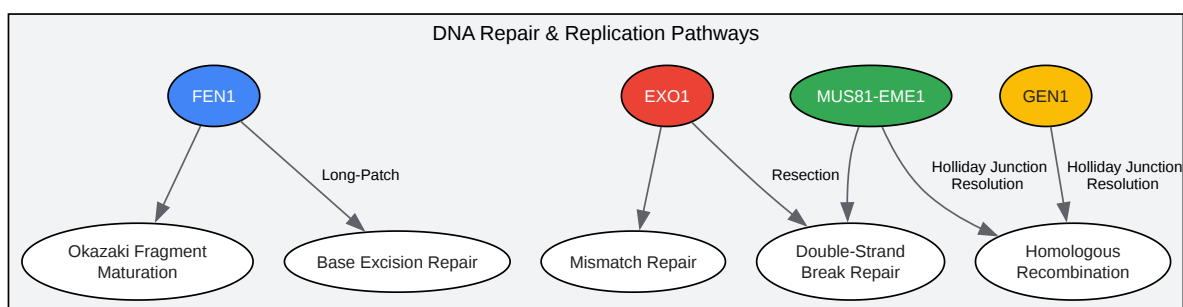 DNA Repair & Replication Pathways
FEN1
EXO1
MUS81-EME1
GEN1
Long-Patch
Resection
Holliday Junction
Resolution
Holliday Junction
Resolution
Okazaki Fragment
Maturation
Base Excision Repair
Mismatch Repair
Double-Strand
Break Repair
Homologous
Recombination